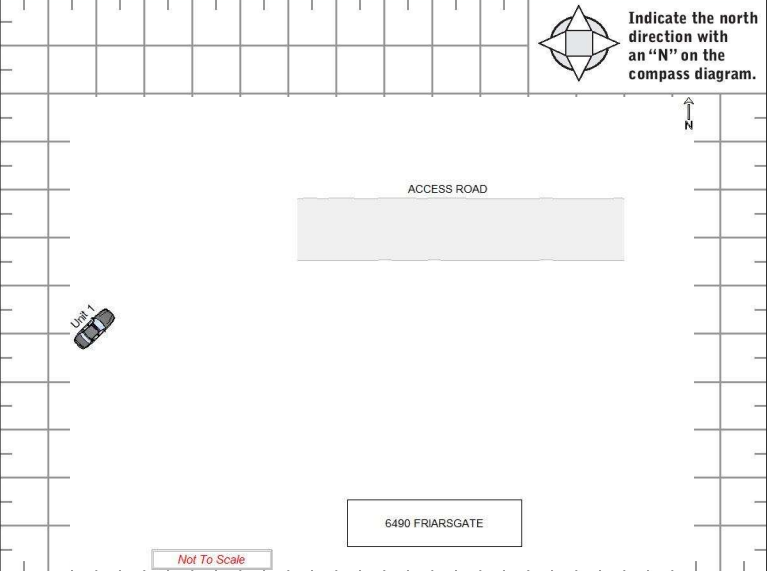 Indicate the north
direction with
an “N” on the
compass diagram.
N
ACCESS ROAD
Unit 1
6490 FRIARSGATE
Not To Scale